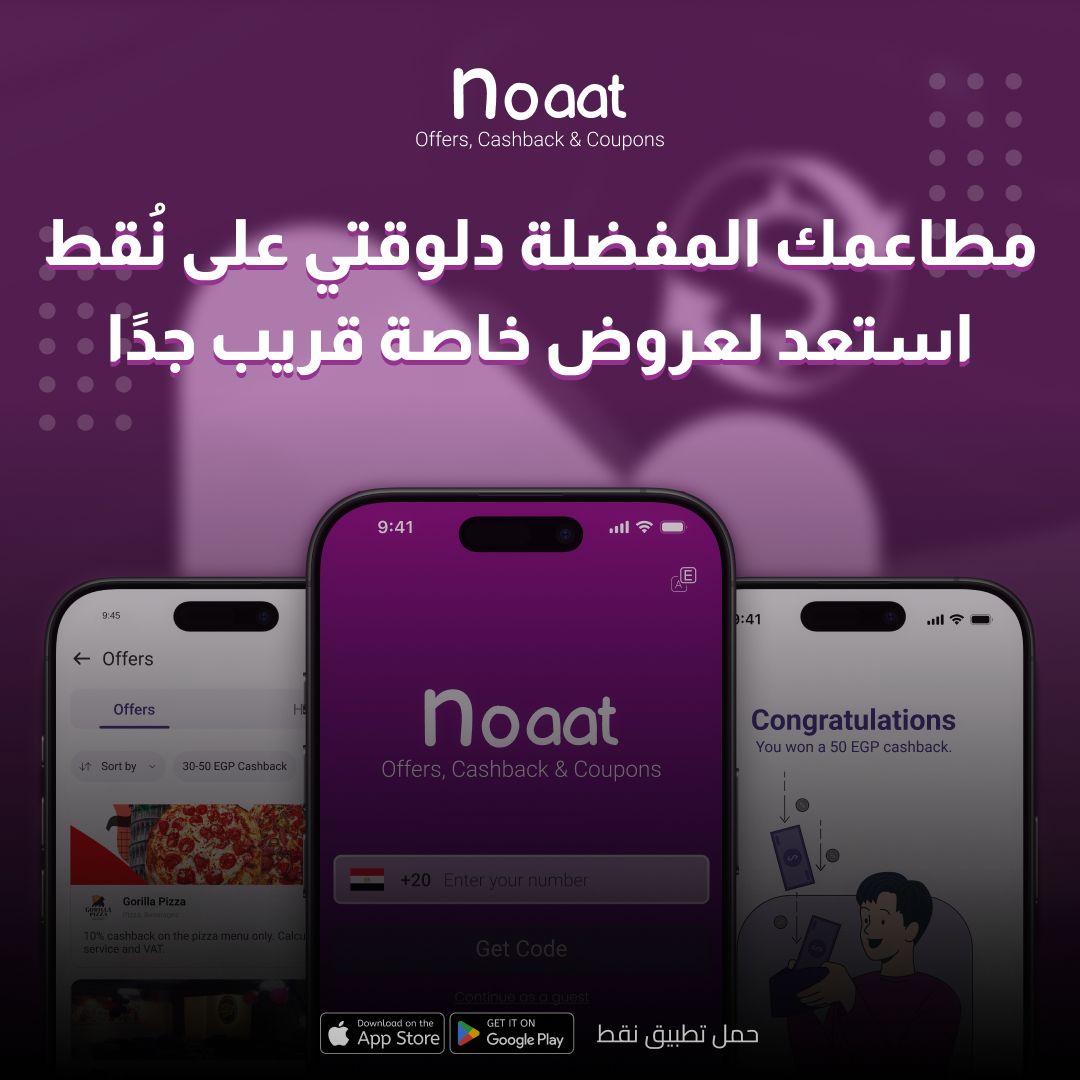 noaat
Offers, Cashback & Coupons
مطاعمك المفضلة دلوقتي على نُقط
استعد لعروض خاصة قريب جدًا
9:45
Offers
Offers
Sort by
30-50 EGP Cashback
Gorilla Pizza
Pizza, Beverages
10% cashback on the pizza menu only.
service and VAT.
9:41
noaat
Offers, Cashback & Coupons
+20 Enter your number
Get Code
Continue as a guest
9:41
Congratulations
You won a 50 EGP cashback.
Download on the
App Store
GET IT ON
Google Play
حمل تطبيق نقط